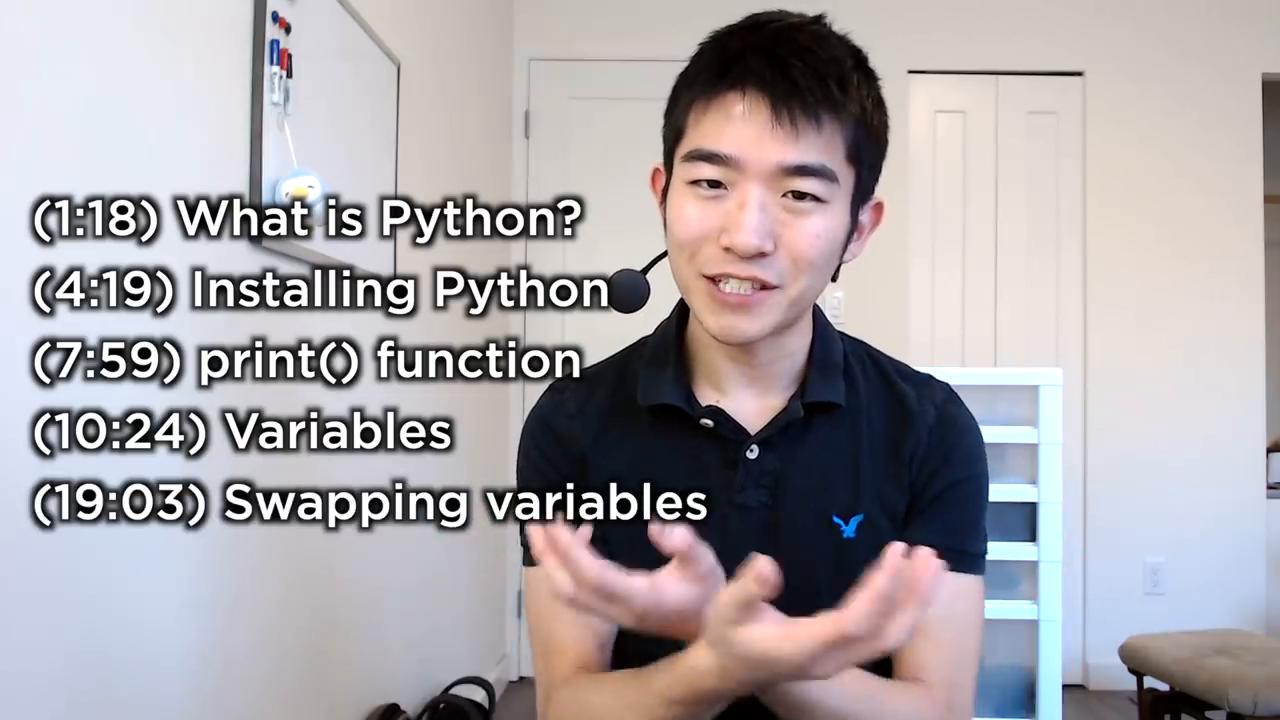 (1:18) What is Python?
(4:19) Installing Python
(7:59) print() function
(10:24) Variables
(19:03) Swapping variables